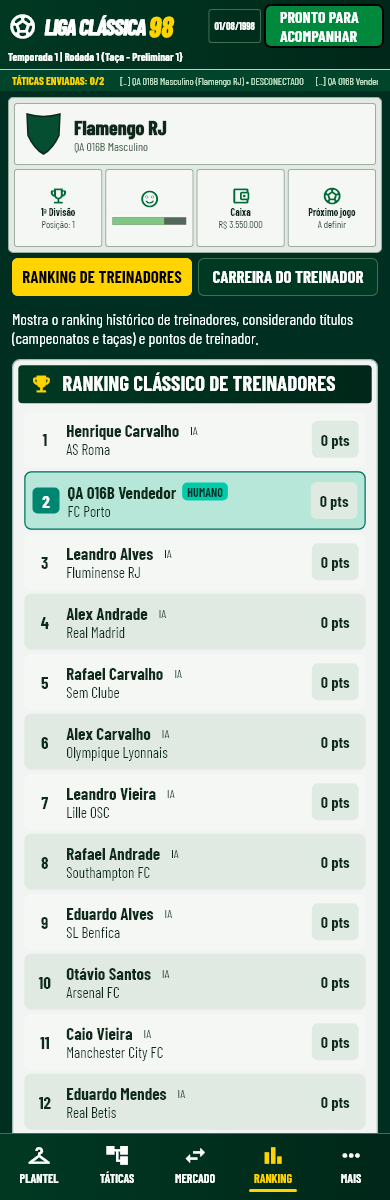 LIGA CLÁSSICA 98
01/08/1998
PRONTO PARA
ACOMPANHAR
Temporada 1 | Rodada 1 (Taça - Preliminar 1)
TÁTICAS ENVIADAS: 0/2
[...] QA 016B Masculino (Flamengo RJ) • DESCONECTADO
[...] QA 016B Vende
Flamengo RJ
QA 016B Masculino
1ª Divisão
Posição: 1
Caixa
R$ 3.550.000
Próximo jogo
A definir
RANKING DE TREINADORES
CARREIRA DO TREINADOR
Mostra o ranking histórico de treinadores, considerando títulos
(campeonatos e taças) e pontos de treinador.
RANKING CLÁSSICO DE TREINADORES
1 Henrique Carvalho IA 0 pts
AS Roma
2 QA 016B Vendedor HUMANO 0 pts
FC Porto
3 Leandro Alves IA 0 pts
Fluminense RJ
4 Alex Andrade IA 0 pts
Real Madrid
5 Rafael Carvalho IA 0 pts
Sem Clube
6 Alex Carvalho IA 0 pts
Olympique Lyonnais
7 Leandro Vieira IA 0 pts
Lille OSC
8 Rafael Andrade IA 0 pts
Southampton FC
9 Eduardo Alves IA 0 pts
SL Benfica
10 Otávio Santos IA 0 pts
Arsenal FC
11 Caio Vieira IA 0 pts
Manchester City FC
12 Eduardo Mendes IA 0 pts
Real Betis
PLANTEL
TÁTICAS
MERCADO
RANKING
MAIS